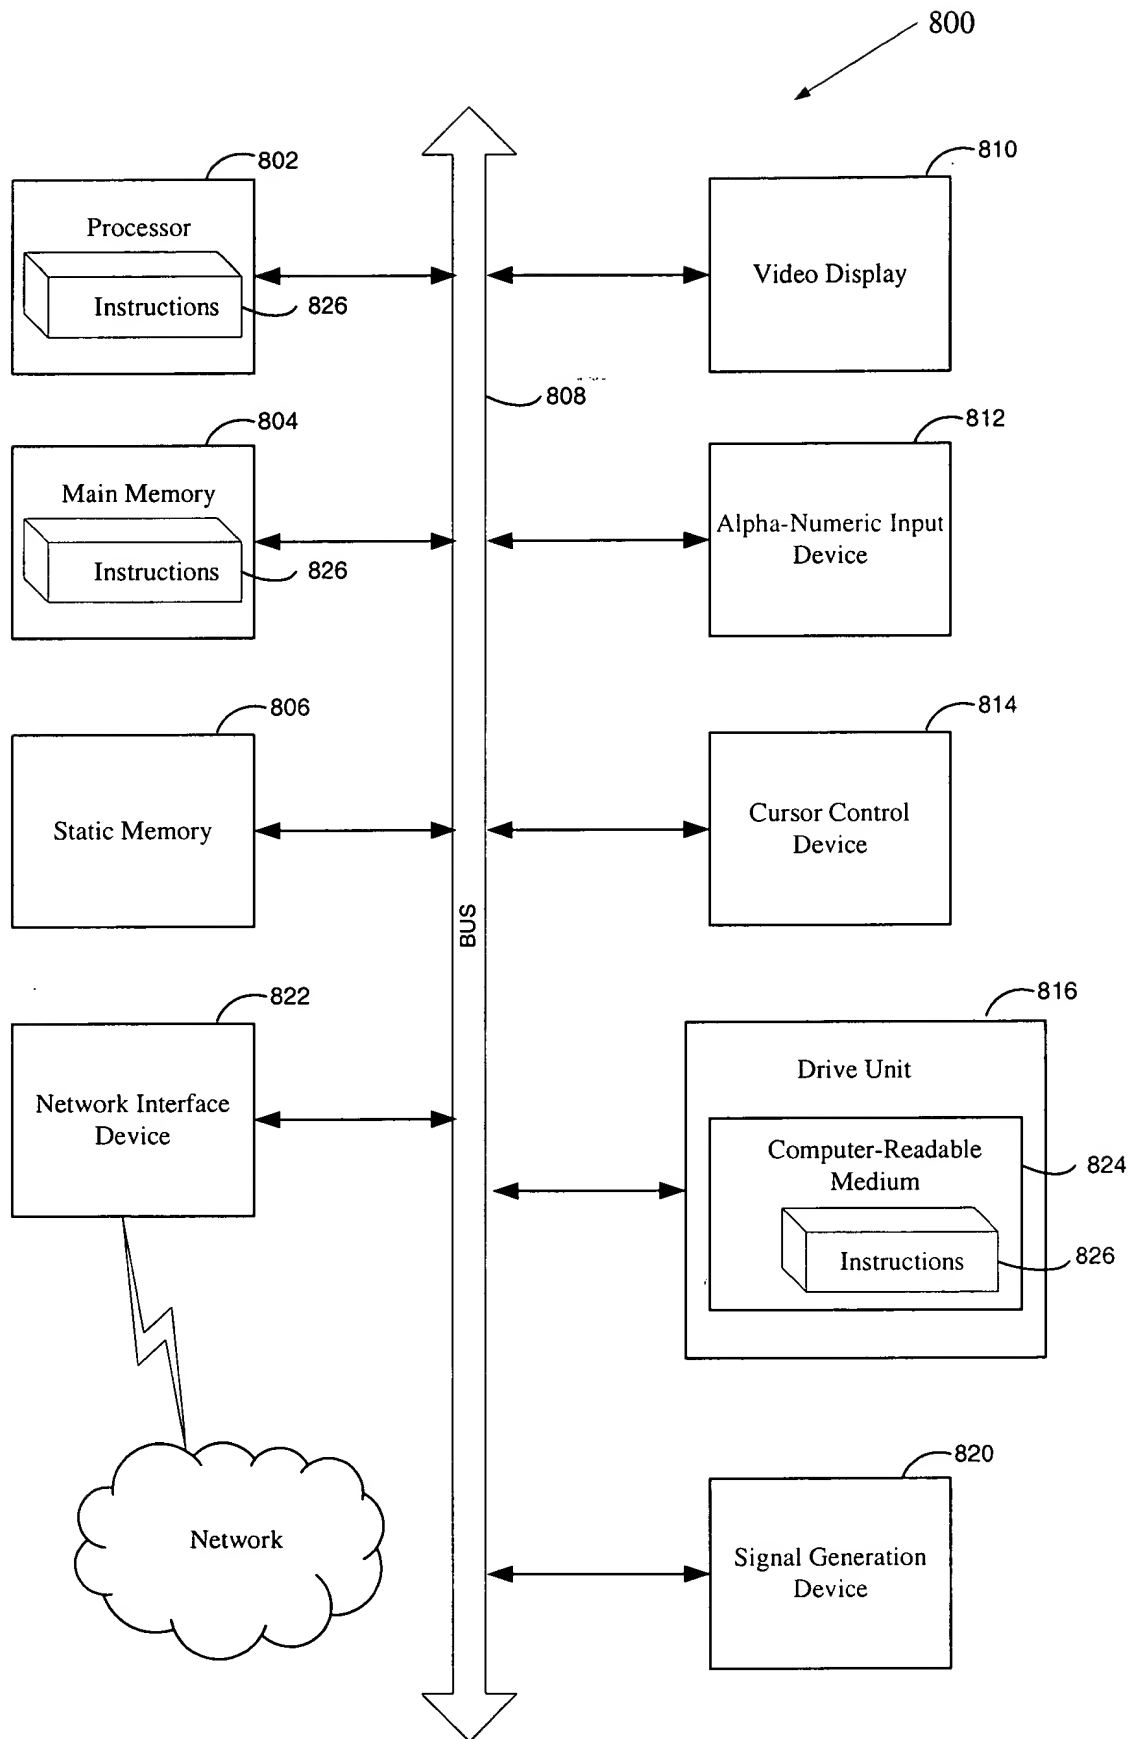 800
802
Processor
Instructions
826
810
Video Display
808
804
Main Memory
Instructions
826
812
Alpha-Numeric Input
Device
806
Static Memory
814
Cursor Control
Device
BUS
822
Network Interface
Device
816
Drive Unit
Computer-Readable
Medium
824
Instructions
826
Network
820
Signal Generation
Device